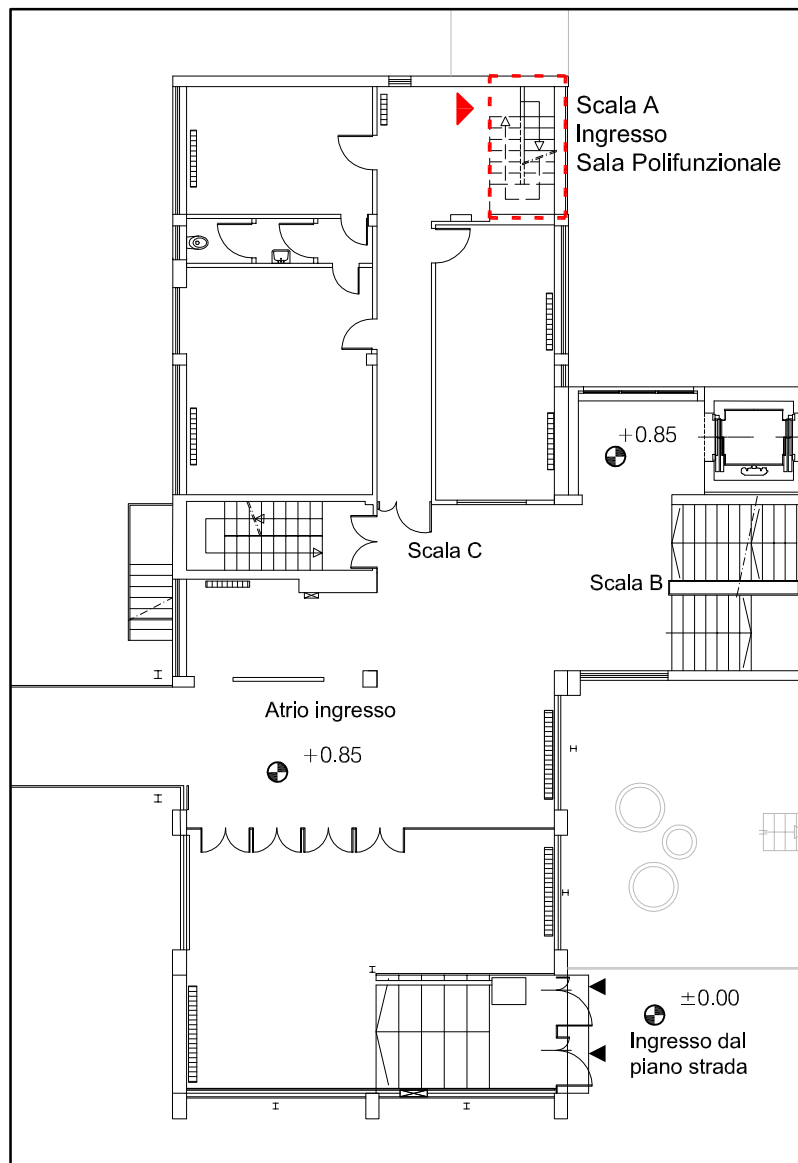 Scala A
Ingresso
Sala Polifunzionale
+0.85
Scala C
Scala B
Atrio ingresso
+0.85
±0.00
Ingresso dal
piano strada